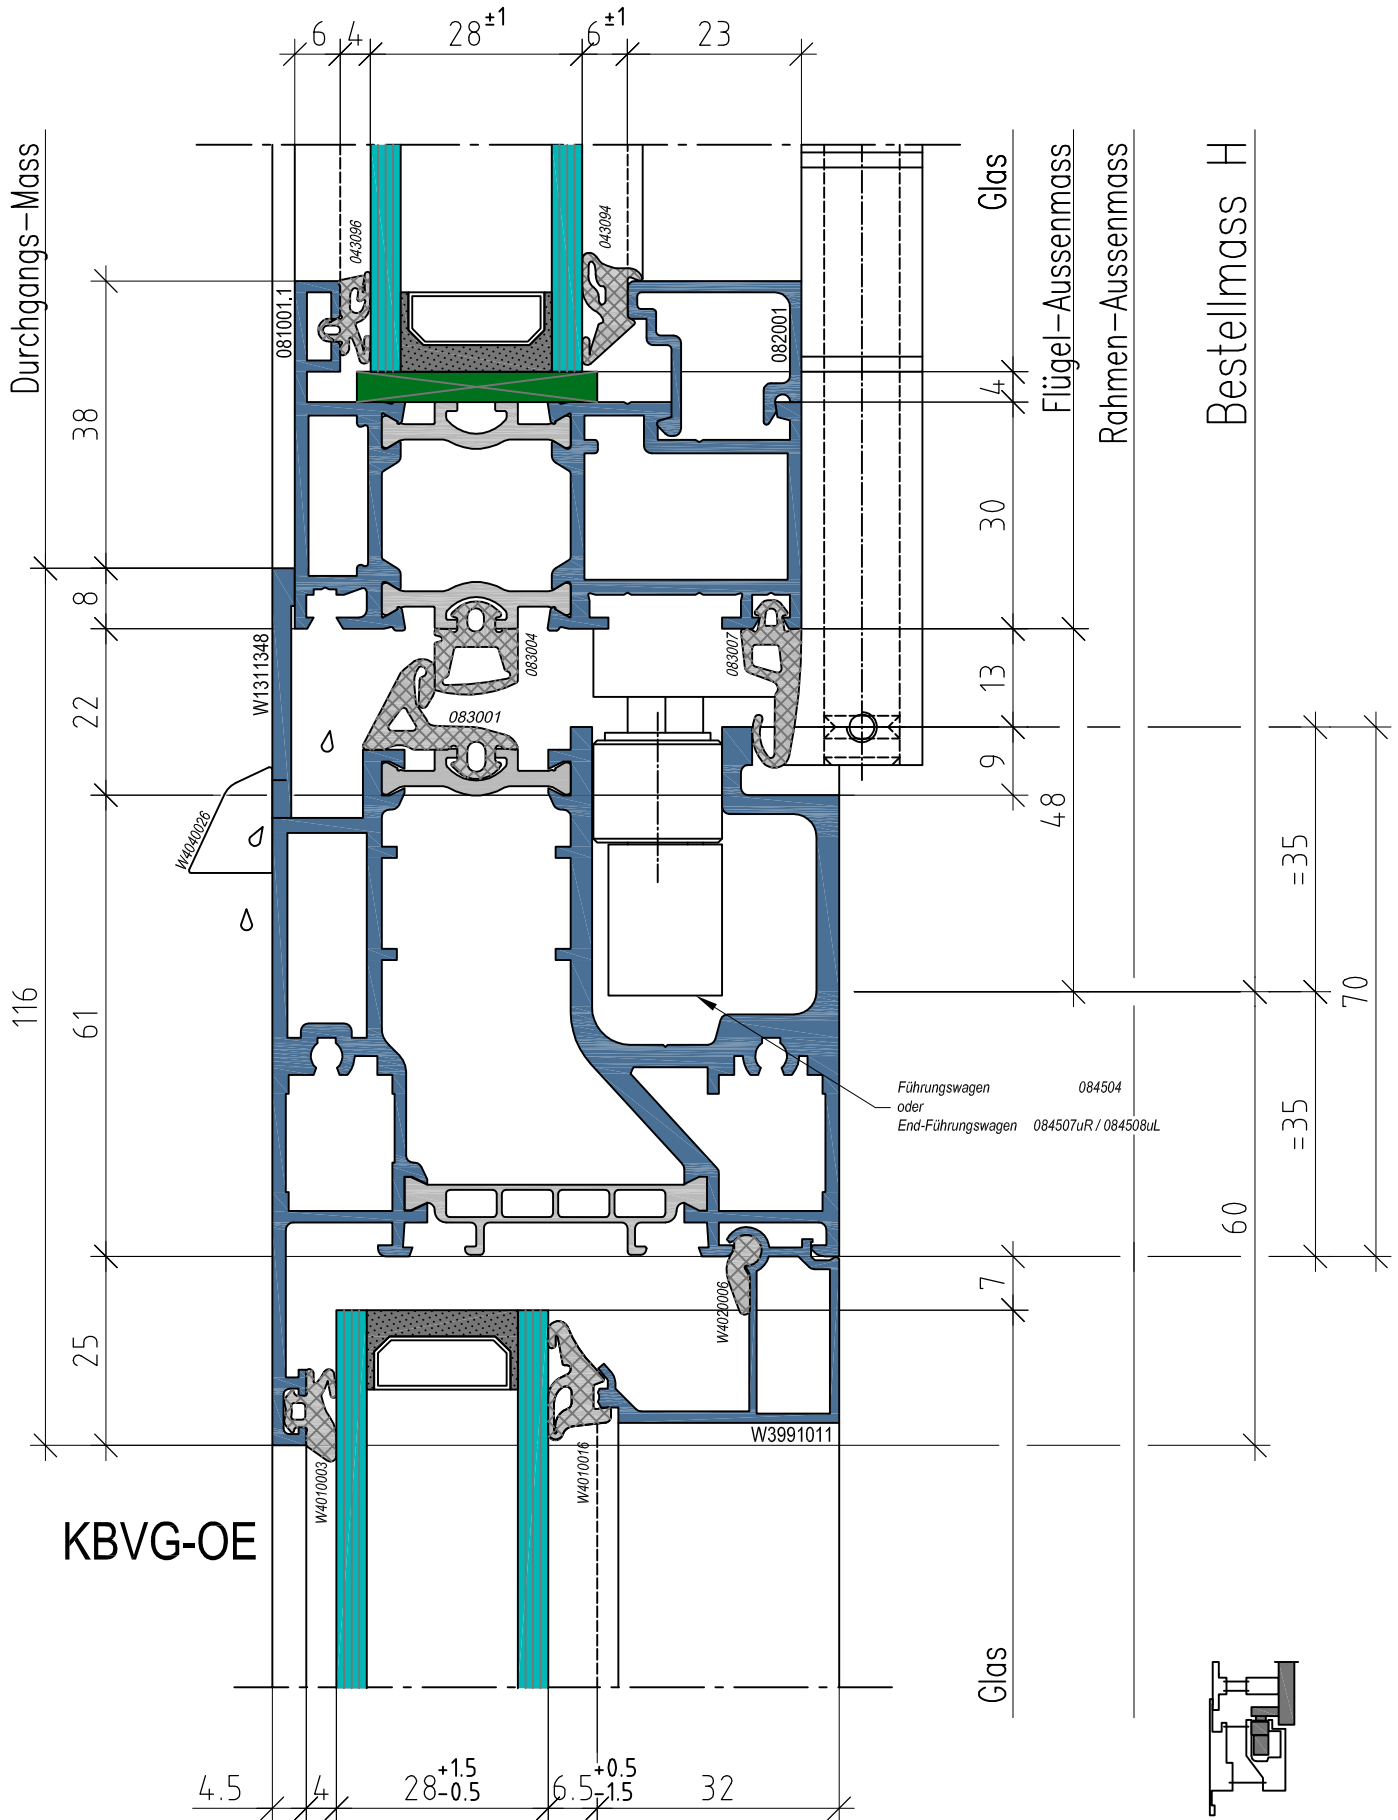 6 4 28±1 6±1 23
Durchgangs-Mass
Glas
Flügel-Aussenmass
Rahmen-Aussenmass
Bestellmass H
043096
043094
081001.1
082001
38
4
30
8
W1311348
083004
083007
13
22
083001
9
48
W4040026
=35
116
61
70
Führungswagen 084504
oder
End-Führungswagen 084507uR / 084508uL
=35
60
7
W4020006
25
W3991011
W4010003
W4010016
KBVG-OE
Glas
4.5 4 28+1.5-0.5 6.5+0.5-1.5 32